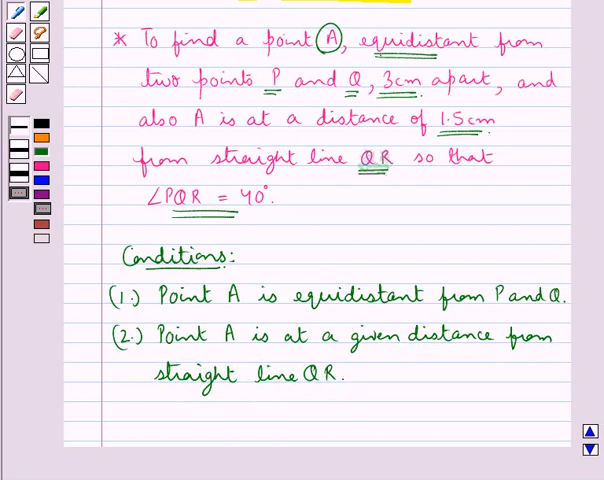 * To find a point A, equidistant from
two points P and Q, 3cm apart, and
also A is at a distance of 1.5cm
from straight line QR so that
∠PQR = 40°.
Conditions:
(1.) Point A is equidistant from P and Q.
(2.) Point A is at a given distance from
straight line QR.